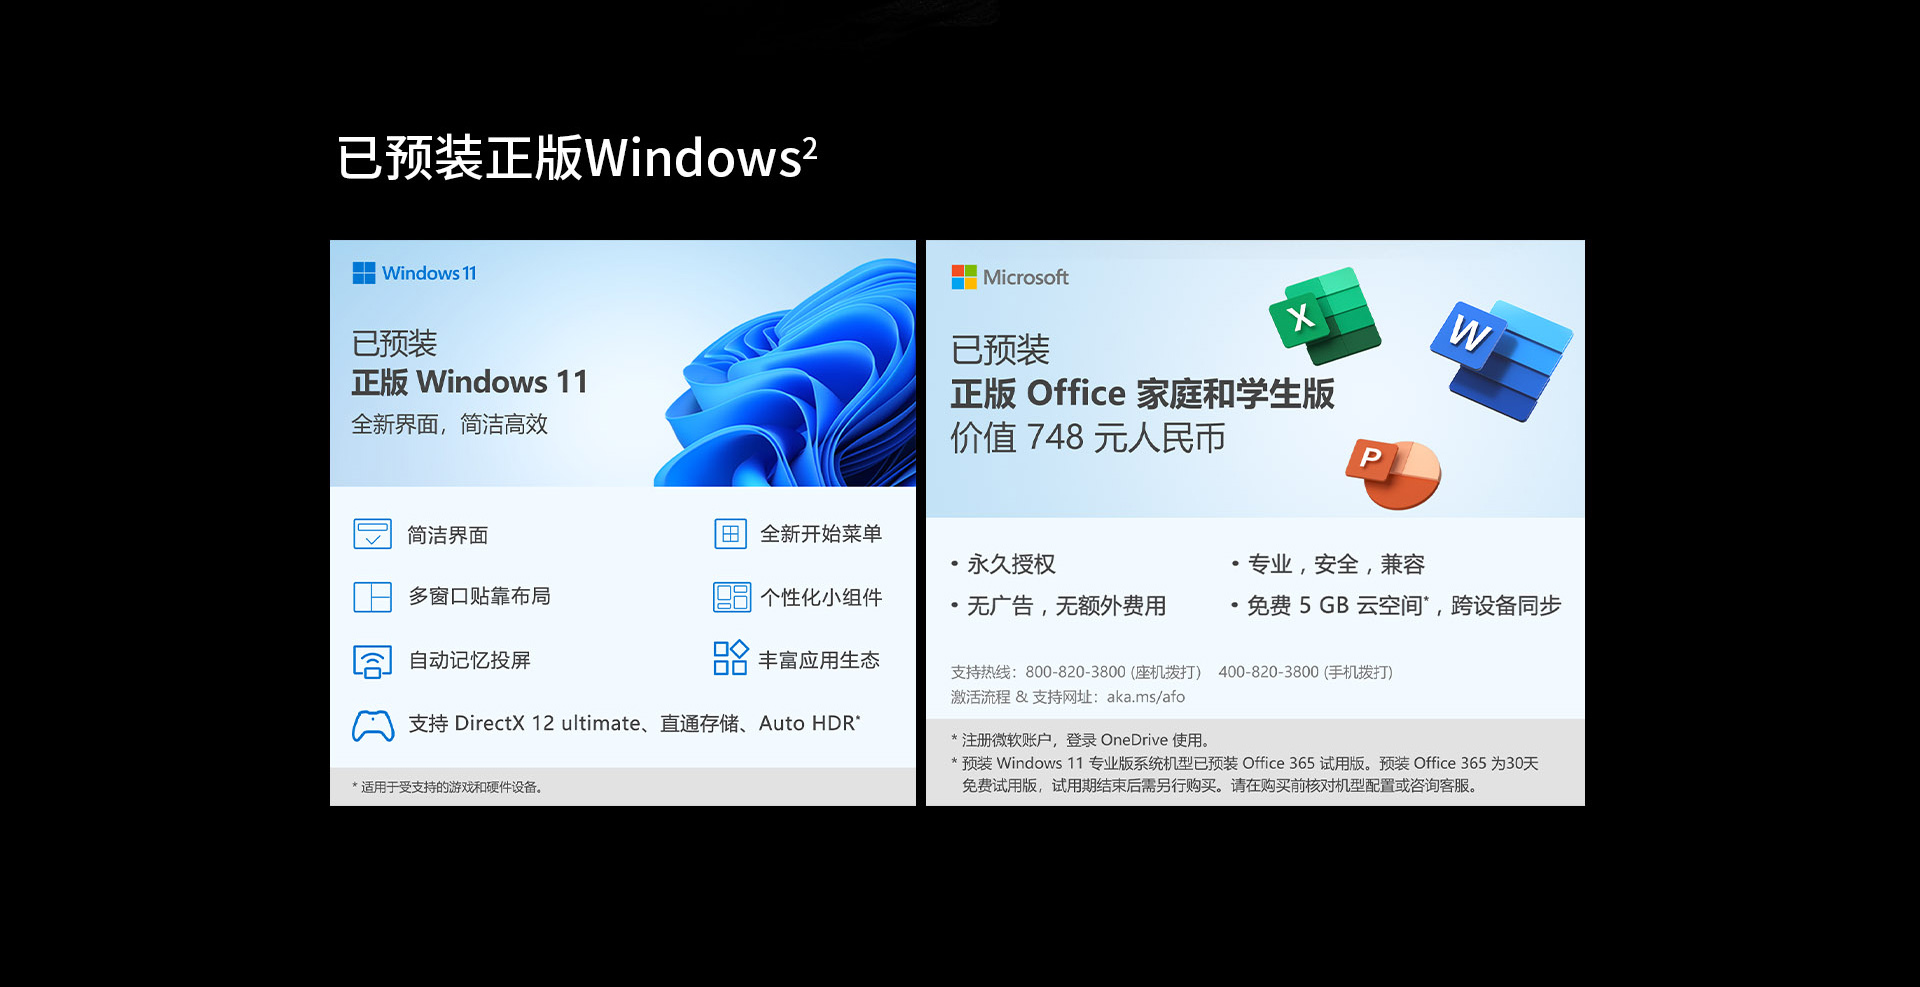 已预装正版Windows²
Windows 11
已预装
正版 Windows 11
全新界面，简洁高效
简洁界面
全新开始菜单
多窗口贴靠布局
个性化小组件
自动记忆投屏
丰富应用生态
支持 DirectX 12 ultimate、直通存储、Auto HDR*
* 适用于受支持的游戏和硬件设备。
Microsoft
已预装
正版 Office 家庭和学生版
价值 748 元人民币
X
W
P
• 永久授权
• 专业，安全，兼容
• 无广告，无额外费用
• 免费 5 GB 云空间*，跨设备同步
支持热线：800-820-3800 (座机拨打) 400-820-3800 (手机拨打)
激活流程 & 支持网址：aka.ms/afo
* 注册微软账户，登录 OneDrive 使用。
* 预装 Windows 11 专业版系统机型已预装 Office 365 试用版。预装 Office 365 为30天
免费试用版，试用期结束后需另行购买。请在购买前核对机型配置或咨询客服。